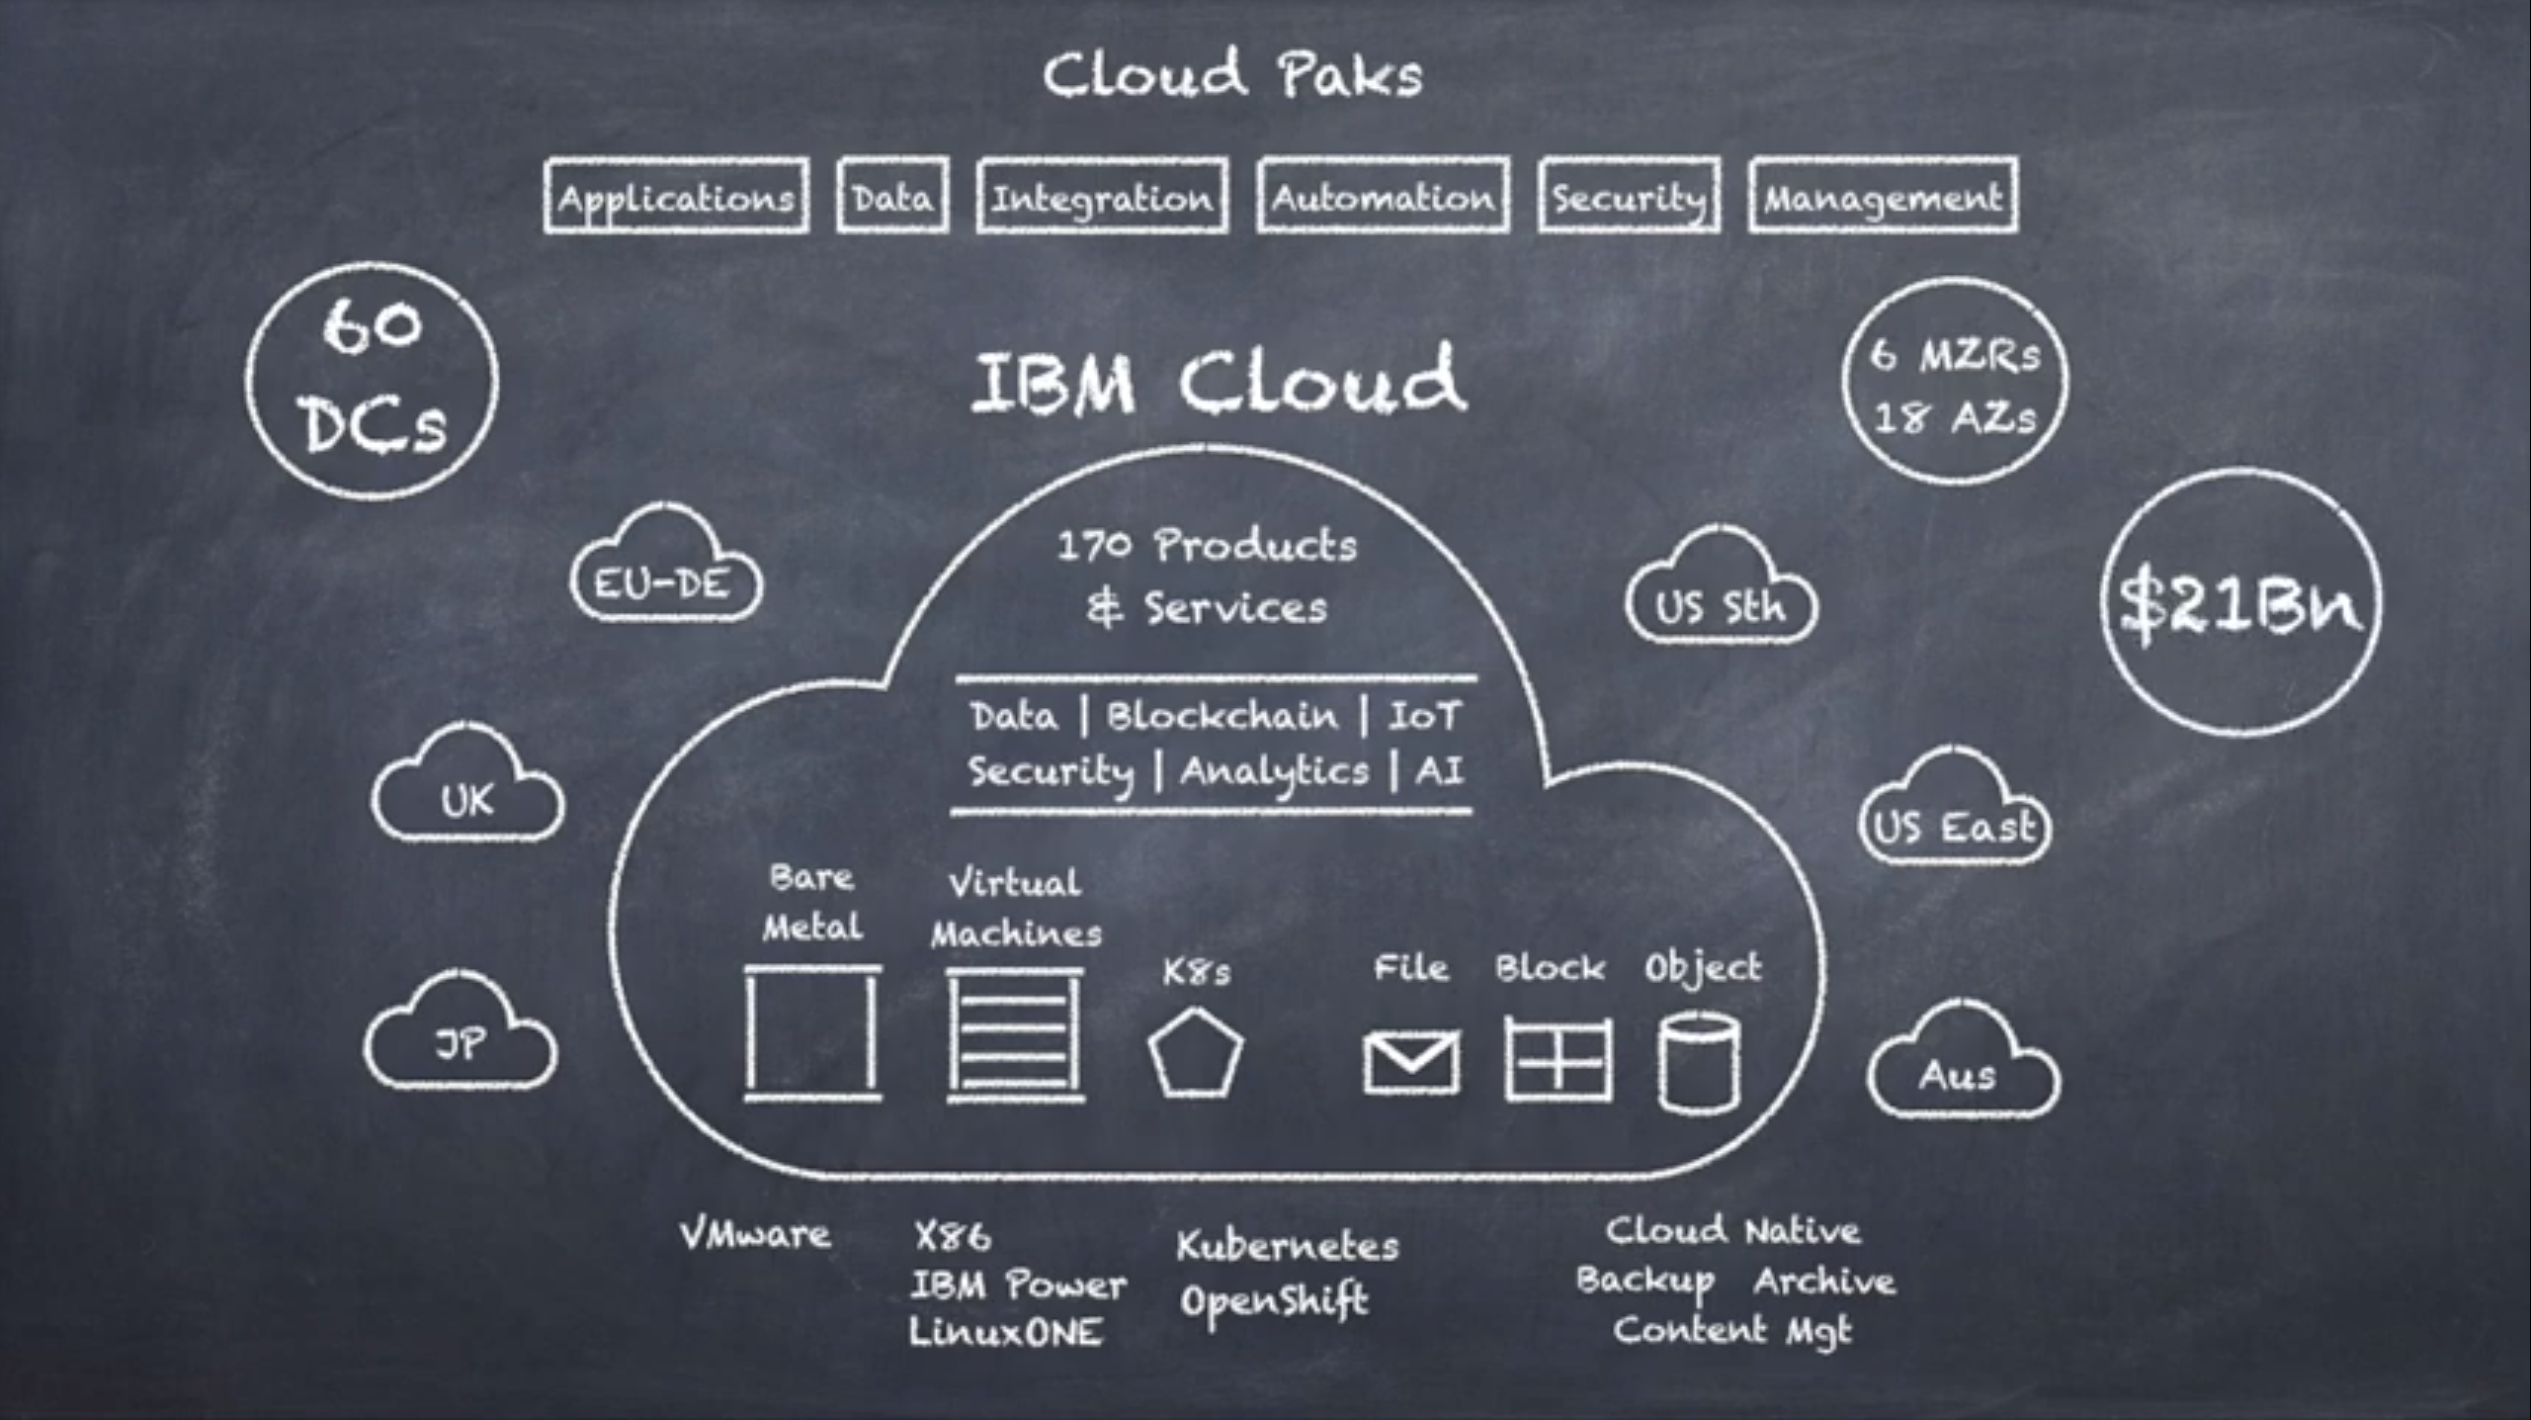 Cloud Paks
Applications
Data
Integration
Automation
Security
Management
60
DCs
6 MZRs
18 AZs
IBM Cloud
$21Bn
170 Products
& Services
EU-DE
US Sth
Data | Blockchain | IoT
Security | Analytics | AI
UK
US East
Bare
Metal
Virtual
Machines
K8s
File
Block
Object
JP
Aus
VMware
X86
IBM Power
LinuxONE
Kubernetes
OpenShift
Cloud Native
Backup Archive
Content Mgt